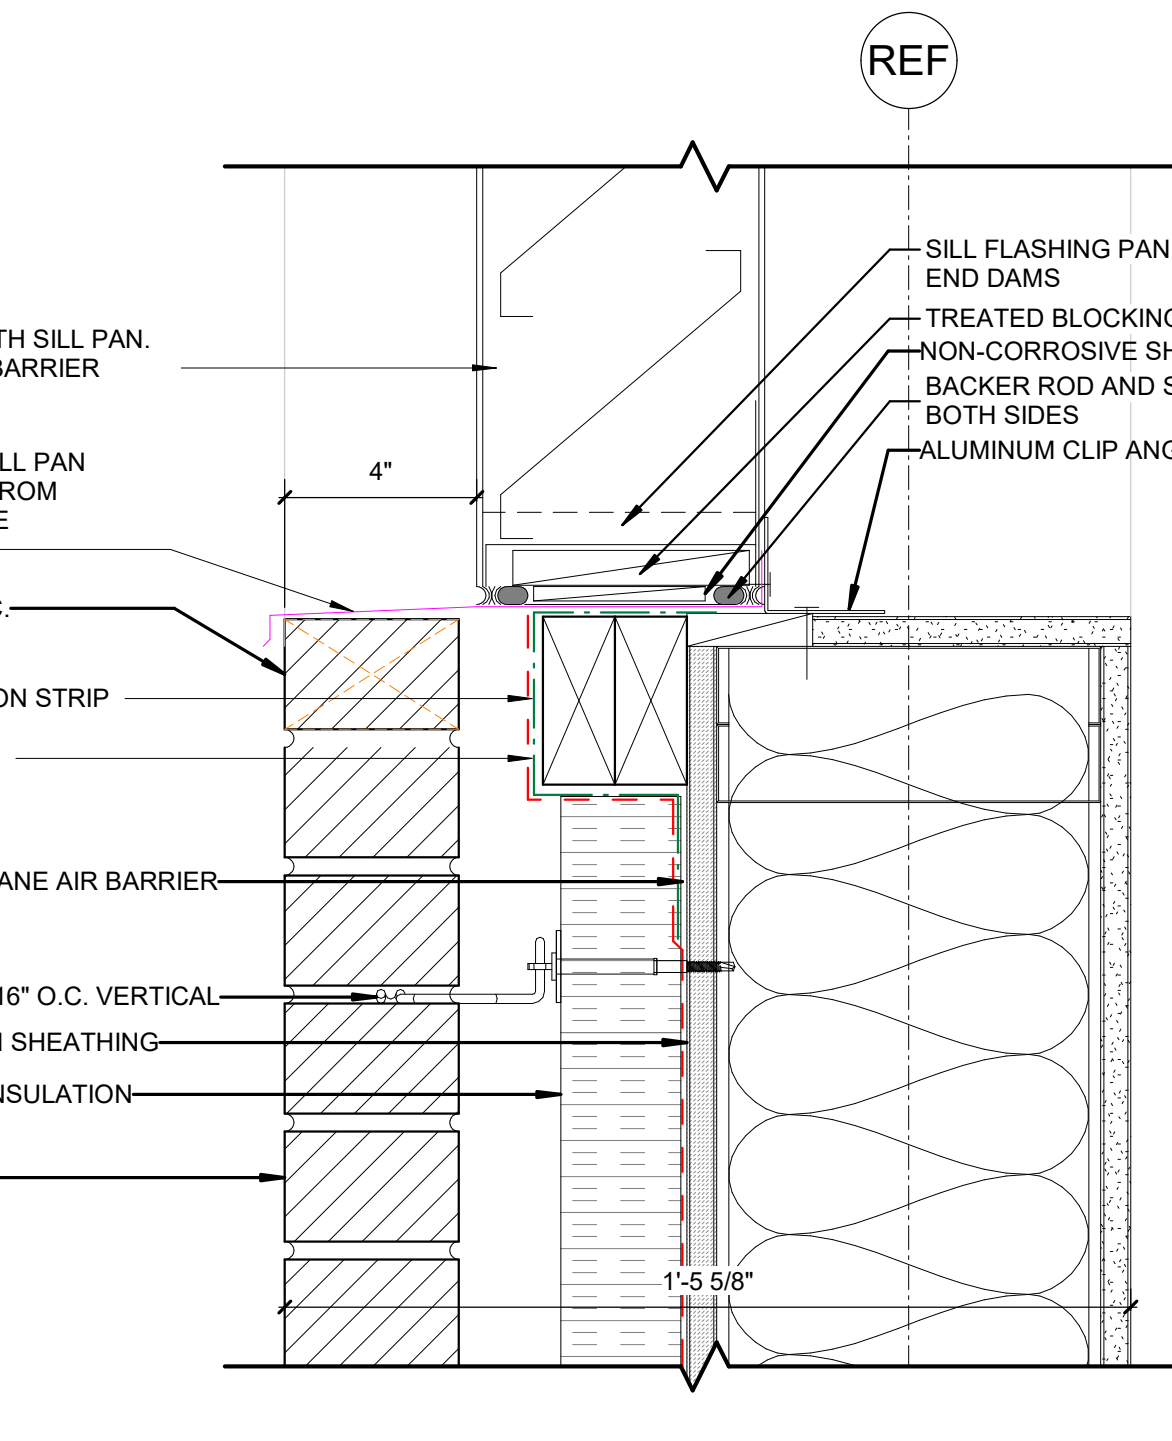 REF
SILL FLASHING PAN
END DAMS
TREATED BLOCKING
NON-CORROSIVE SH
BACKER ROD AND S
BOTH SIDES
ALUMINUM CLIP ANG
TH SILL PAN.
BARRIER
LL PAN
ROM
E
4"
C.
ON STRIP
ANE AIR BARRIER
16" O.C. VERTICAL
SHEATHING
NSULATION
1'-5 5/8"